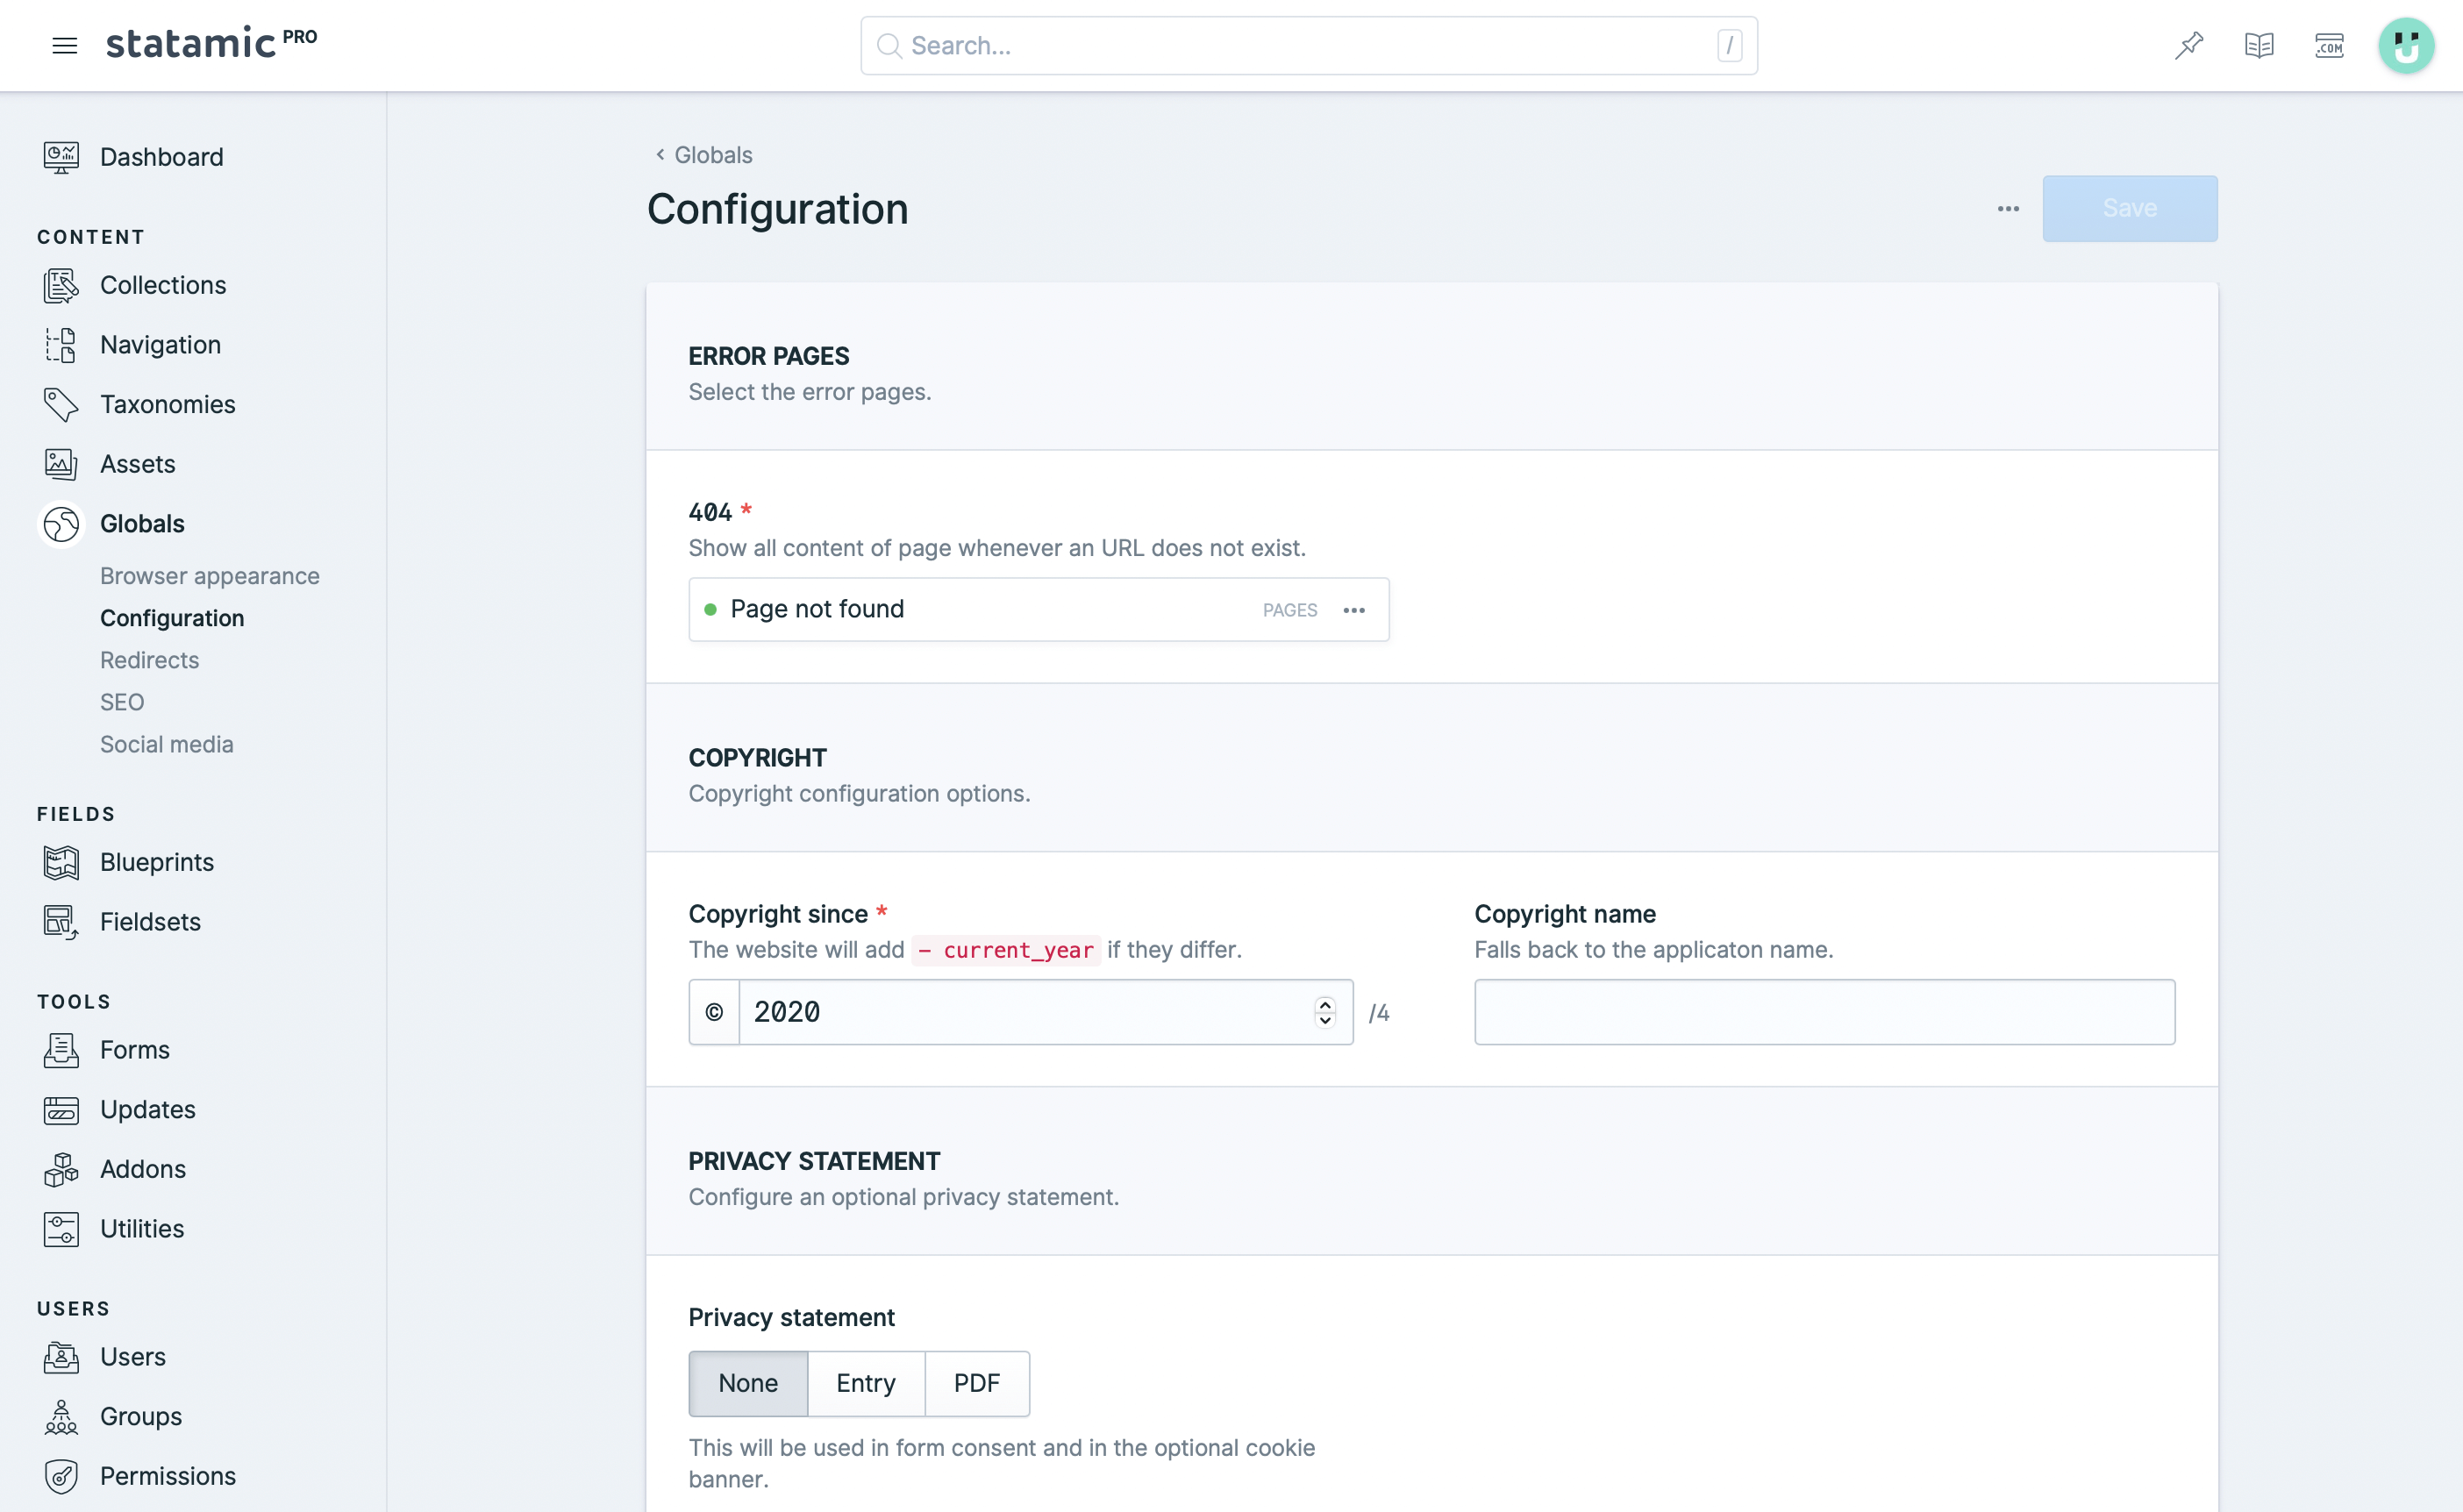 statamic PRO
Search...
/
.COM
Dashboard
CONTENT
Collections
Navigation
Taxonomies
Assets
Globals
Browser appearance
Configuration
Redirects
SEO
Social media
FIELDS
Blueprints
Fieldsets
TOOLS
Forms
Updates
Addons
Utilities
USERS
Users
Groups
Permissions
Globals
Configuration
Save
ERROR PAGES
Select the error pages.
404 *
Show all content of page whenever an URL does not exist.
Page not found PAGES
COPYRIGHT
Copyright configuration options.
Copyright since *
The website will add – current_year if they differ.
© 2020 /4
Copyright name
Falls back to the applicaton name.
PRIVACY STATEMENT
Configure an optional privacy statement.
Privacy statement
None Entry PDF
This will be used in form consent and in the optional cookie
banner.